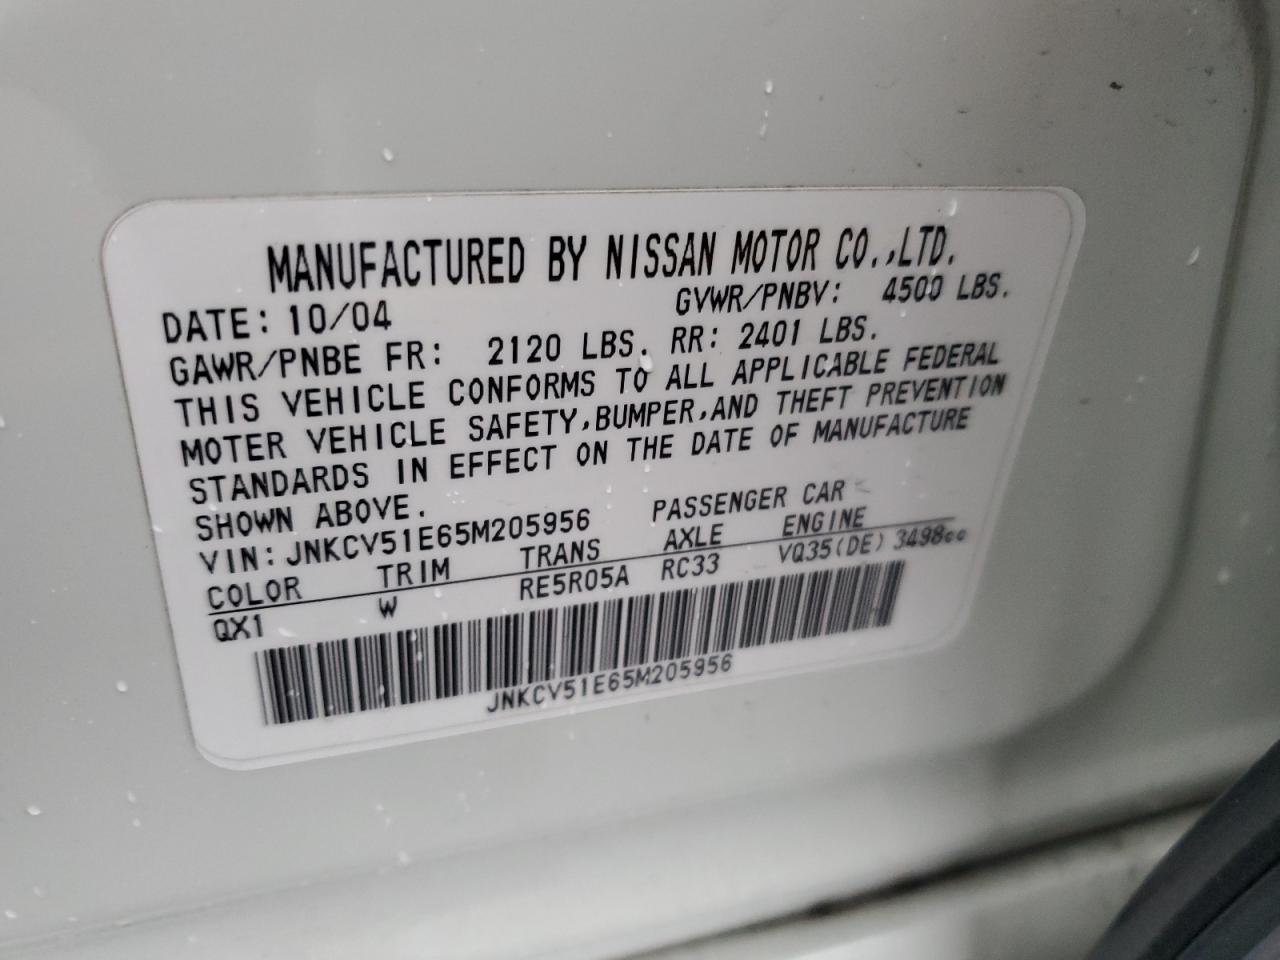 MANUFACTURED BY NISSAN MOTOR CO.,LTD.
DATE: 10/04 GVWR/PNBV: 4500 LBS.
GAWR/PNBE FR: 2120 LBS. RR: 2401 LBS.
THIS VEHICLE CONFORMS TO ALL APPLICABLE FEDERAL
MOTER VEHICLE SAFETY,BUMPER,AND THEFT PREVENTION
STANDARDS IN EFFECT ON THE DATE OF MANUFACTURE
SHOWN ABOVE.
VIN: JNKCV51E65M205956 PASSENGER CAR
COLOR TRIM TRANS AXLE ENGINE
QX1 W RE5R05A RC33 VQ35(DE) 3498cc
JNKCV51E65M205956